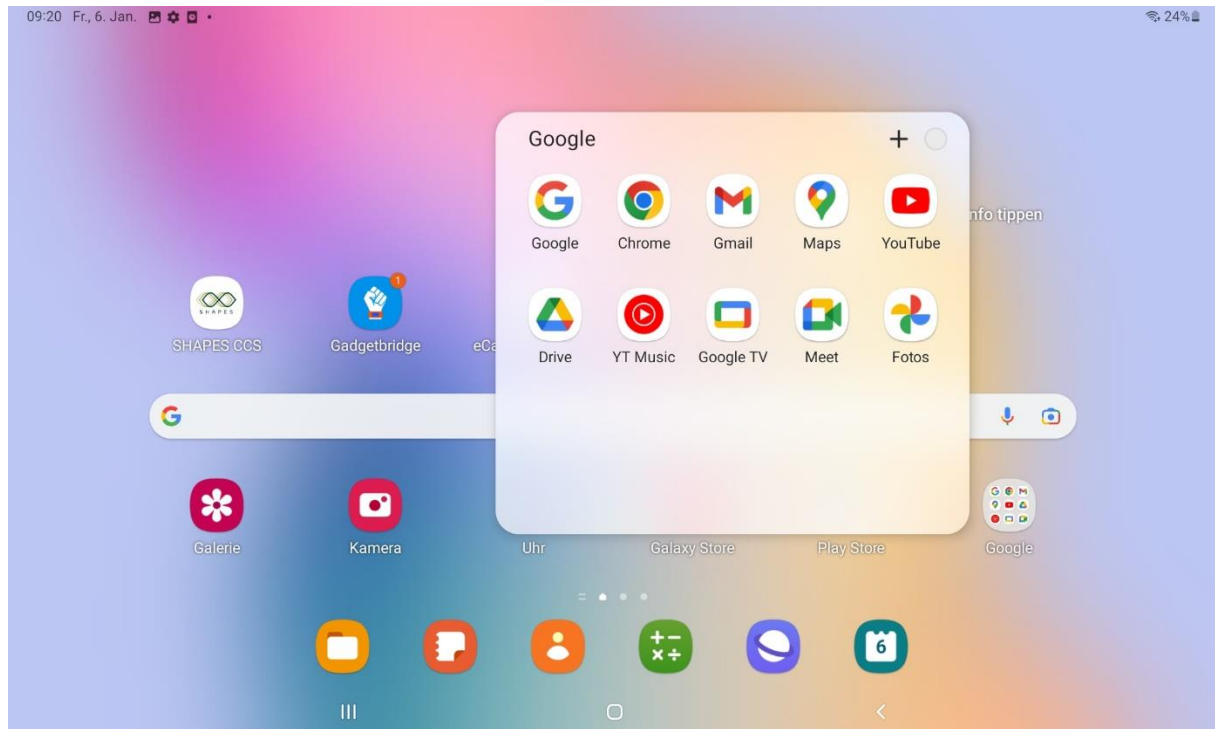 09:20 Fr., 6. Jan.
24%
Google
nfo tippen
Google Chrome Gmail Maps YouTube
SHAPES
1
SHAPES CCS Gadgetbridge eCa
Drive YT Music Google TV Meet Fotos
Galerie Kamera Uhr Galaxy Store Play Store Google
6